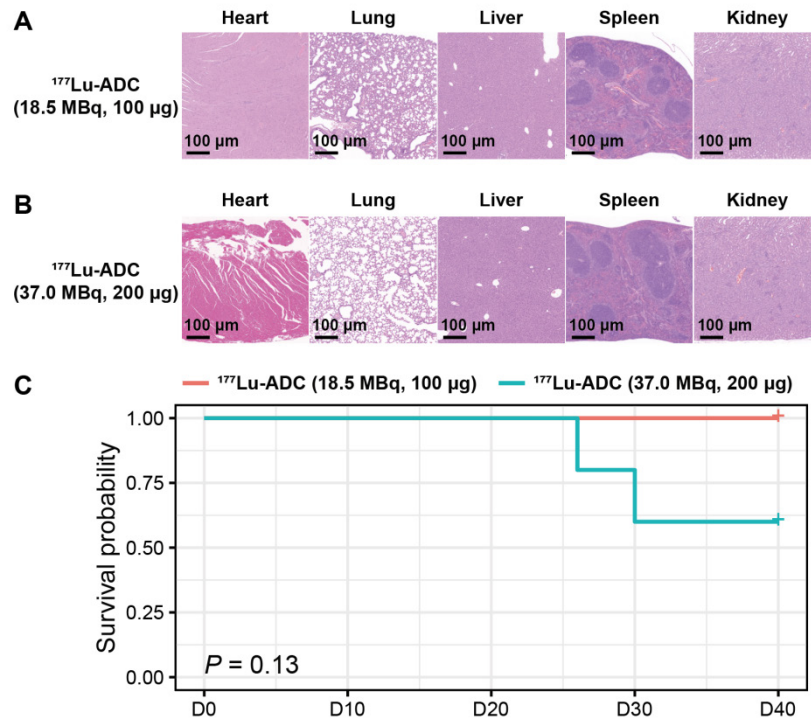 A
Heart Lung Liver Spleen Kidney
¹⁷⁷Lu-ADC
(18.5 MBq, 100 µg)
100 µm 100 µm 100 µm 100 µm 100 µm
B
Heart Lung Liver Spleen Kidney
¹⁷⁷Lu-ADC
(37.0 MBq, 200 µg)
100 µm 100 µm 100 µm 100 µm 100 µm
C
¹⁷⁷Lu-ADC (18.5 MBq, 100 µg) ¹⁷⁷Lu-ADC (37.0 MBq, 200 µg)
Survival probability
1.00
0.75
0.50
0.25
0.00
P = 0.13
D0 D10 D20 D30 D40